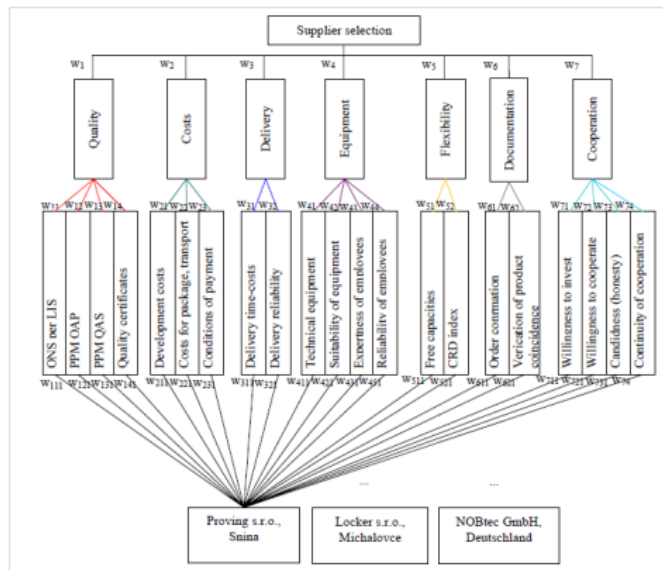 Supplier selection
w1 w2 w3 w4 w5 w6 w7
Quality
Costs
Delivery
Equipment
Flexibility
Documentation
Cooperation
w11 w12 w13 w14 w21 w22 w23 w31 w32 w41 w42 w43 w44 w51 w52 w61 w62 w71 w72 w73 w74
QNS per LIS
PPM OAP
PPM QAS
Quality certificates
Development costs
Costs for package, transport
Conditions of payment
Delivery time-costs
Delivery reliability
Technical equipment
Suitability of equipment
Expertness of employees
Reliability of employees
Free capacities
CRD index
Order conrmation
Verication of product
coincidence
Willingness to invest
Willingness to cooperate
Candidness (honesty)
Continuity of cooperation
w111 w121 w131 w141 w211 w221 w231 w311 w321 w411 w421 w431 w451 w511 w521 w611 w621 w711 w721 w731 w74
... ...
Proving s.r.o.,
Snina
Locker s.r.o.,
Michalovce
NOBtec GmbH,
Deutschland